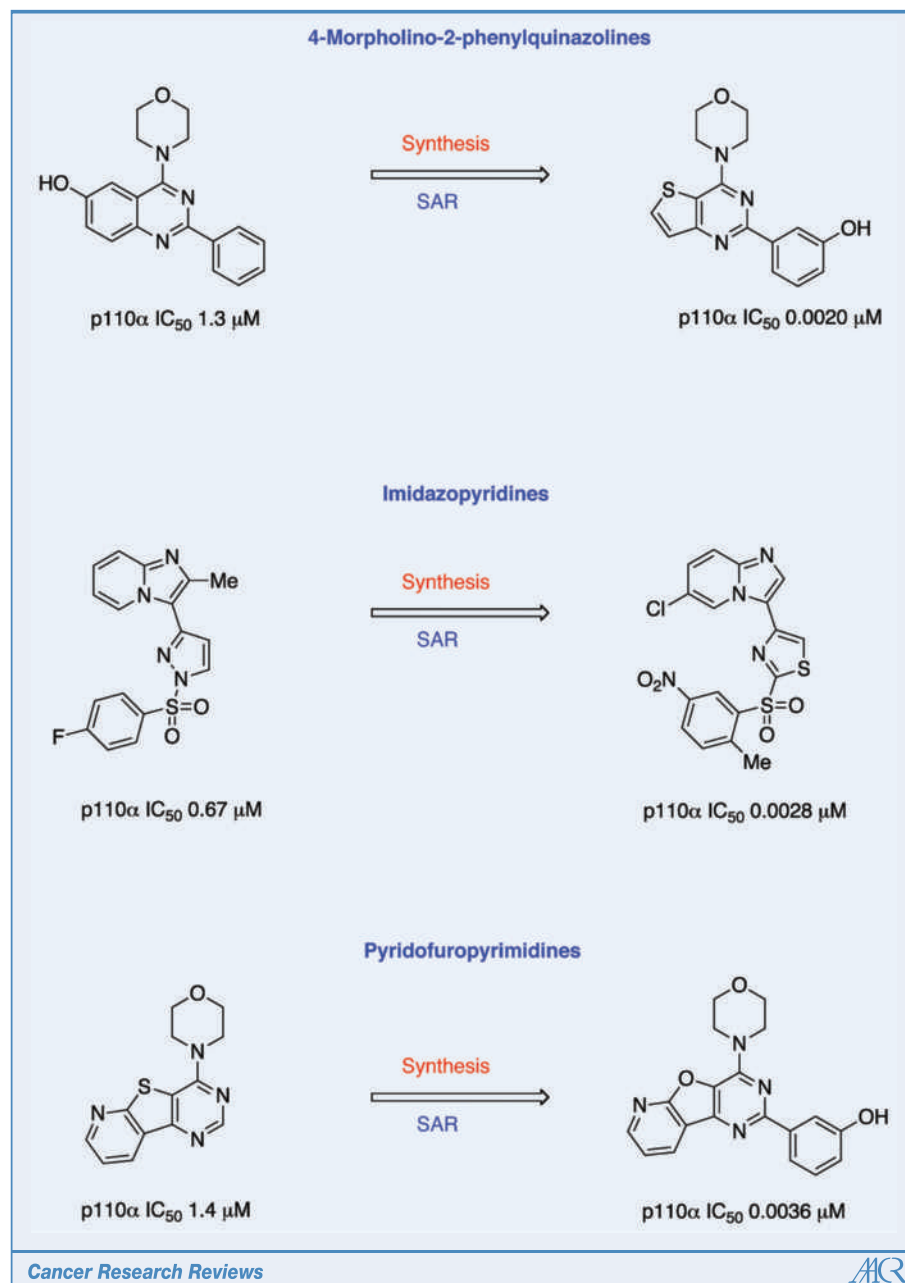 4-Morpholino-2-phenylquinazolines
O
O
N
Synthesis
N
HO
N
S
N
SAR
N
N
OH
p110α IC50 1.3 μM
p110α IC50 0.0020 μM
Imidazopyridines
N
N
Me
Synthesis
N
Cl
N
N
SAR
N
S
N
O2N
S=O
S=O
F
O
O
Me
p110α IC50 0.67 μM
p110α IC50 0.0028 μM
Pyridofuropyrimidines
O
O
N
Synthesis
N
S
N
O
N
N
SAR
N
OH
N
N
p110α IC50 1.4 μM
p110α IC50 0.0036 μM
Cancer Research Reviews
AACR